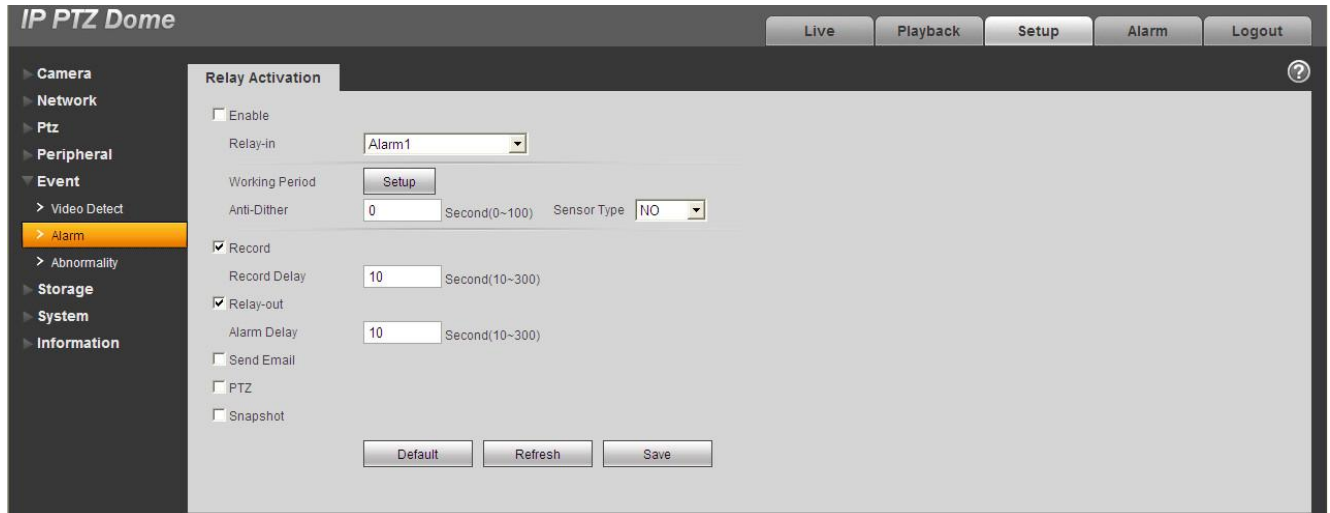 IP PTZ Dome
Live Playback Setup Alarm Logout
Camera
Network
Ptz
Peripheral
Event
> Video Detect
> Alarm
> Abnormality
Storage
System
Information
Relay Activation
?
Enable
Relay-in Alarm1
Working Period Setup
Anti-Dither 0 Second(0~100) Sensor Type NO
Record
Record Delay 10 Second(10~300)
Relay-out
Alarm Delay 10 Second(10~300)
Send Email
PTZ
Snapshot
Default Refresh Save